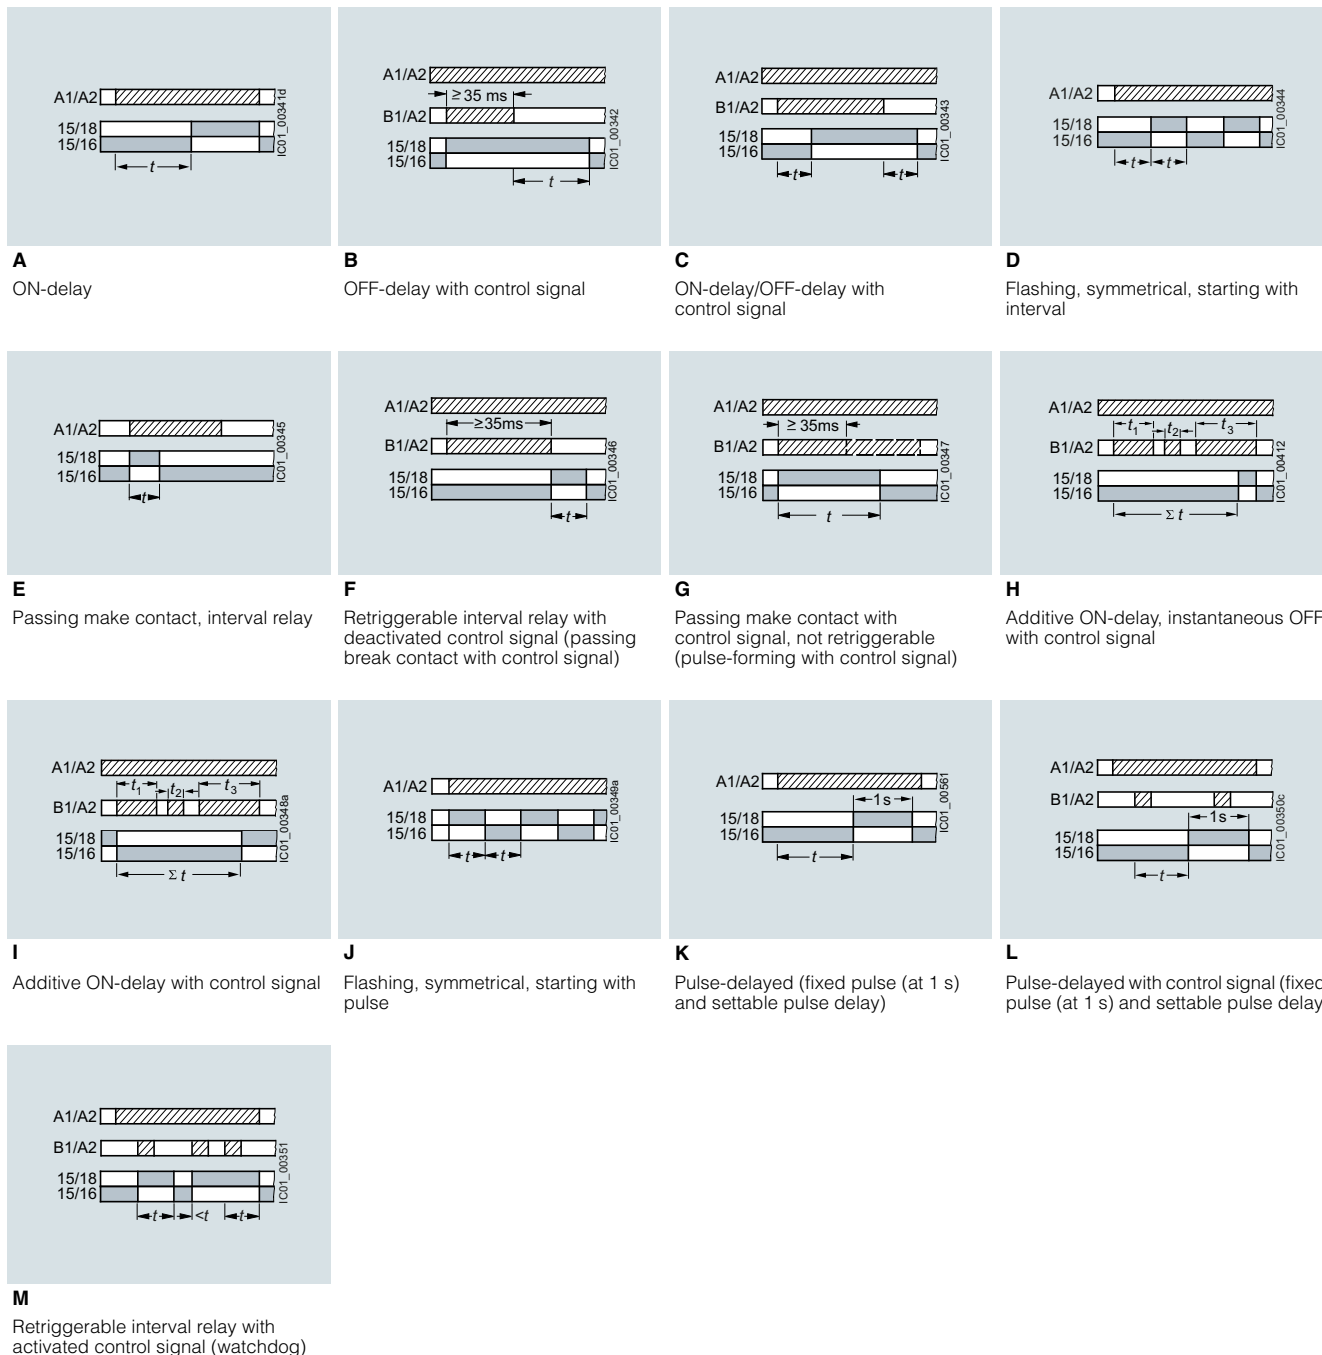 A1/A2
15/18
15/16
t
IC01_00341d
A
ON-delay
A1/A2
≥ 35 ms
B1/A2
15/18
15/16
t
IC01_00342
B
OFF-delay with control signal
A1/A2
B1/A2
15/18
15/16
t t
IC01_00343
C
ON-delay/OFF-delay with
control signal
A1/A2
15/18
15/16
t t
IC01_00344
D
Flashing, symmetrical, starting with
interval
A1/A2
15/18
15/16
t
IC01_00345
E
Passing make contact, interval relay
A1/A2
≥35ms
B1/A2
15/18
15/16
t
IC01_00346
F
Retriggerable interval relay with
deactivated control signal (passing
break contact with control signal)
A1/A2
≥ 35ms
B1/A2
15/18
15/16
t
IC01_00347
G
Passing make contact with
control signal, not retriggerable
(pulse-forming with control signal)
A1/A2
t1 t2 t3
B1/A2
15/18
15/16
Σ t
IC01_00412
H
Additive ON-delay, instantaneous OFF
with control signal
A1/A2
t1 t2 t3
B1/A2
15/18
15/16
Σ t
IC01_00348a
I
Additive ON-delay with control signal
A1/A2
15/18
15/16
t t
IC01_00349a
J
Flashing, symmetrical, starting with
pulse
A1/A2
1s
15/18
15/16
t
IC01_00561
K
Pulse-delayed (fixed pulse (at 1 s)
and settable pulse delay)
A1/A2
B1/A2
1s
15/18
15/16
t
IC01_00350c
L
Pulse-delayed with control signal (fixed
pulse (at 1 s) and settable pulse delay
A1/A2
B1/A2
15/18
15/16
t <t t
IC01_00351
M
Retriggerable interval relay with
activated control signal (watchdog)